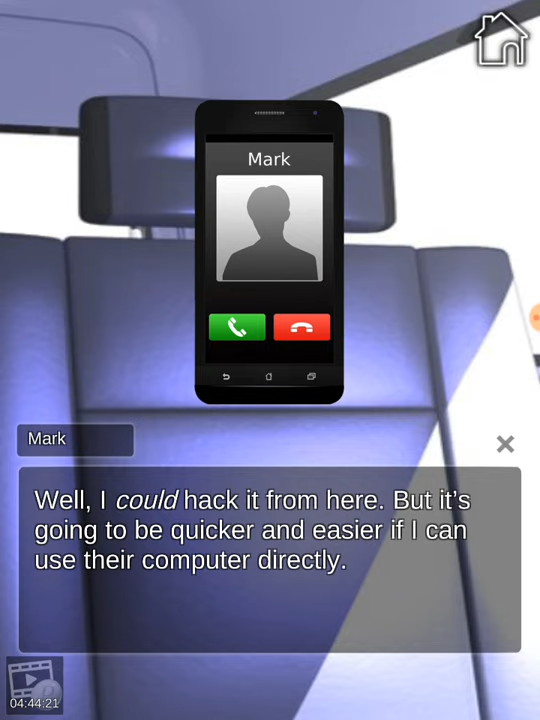 Mark
Mark
Well, I could hack it from here. But it’s
going to be quicker and easier if I can
use their computer directly.
04:44:21